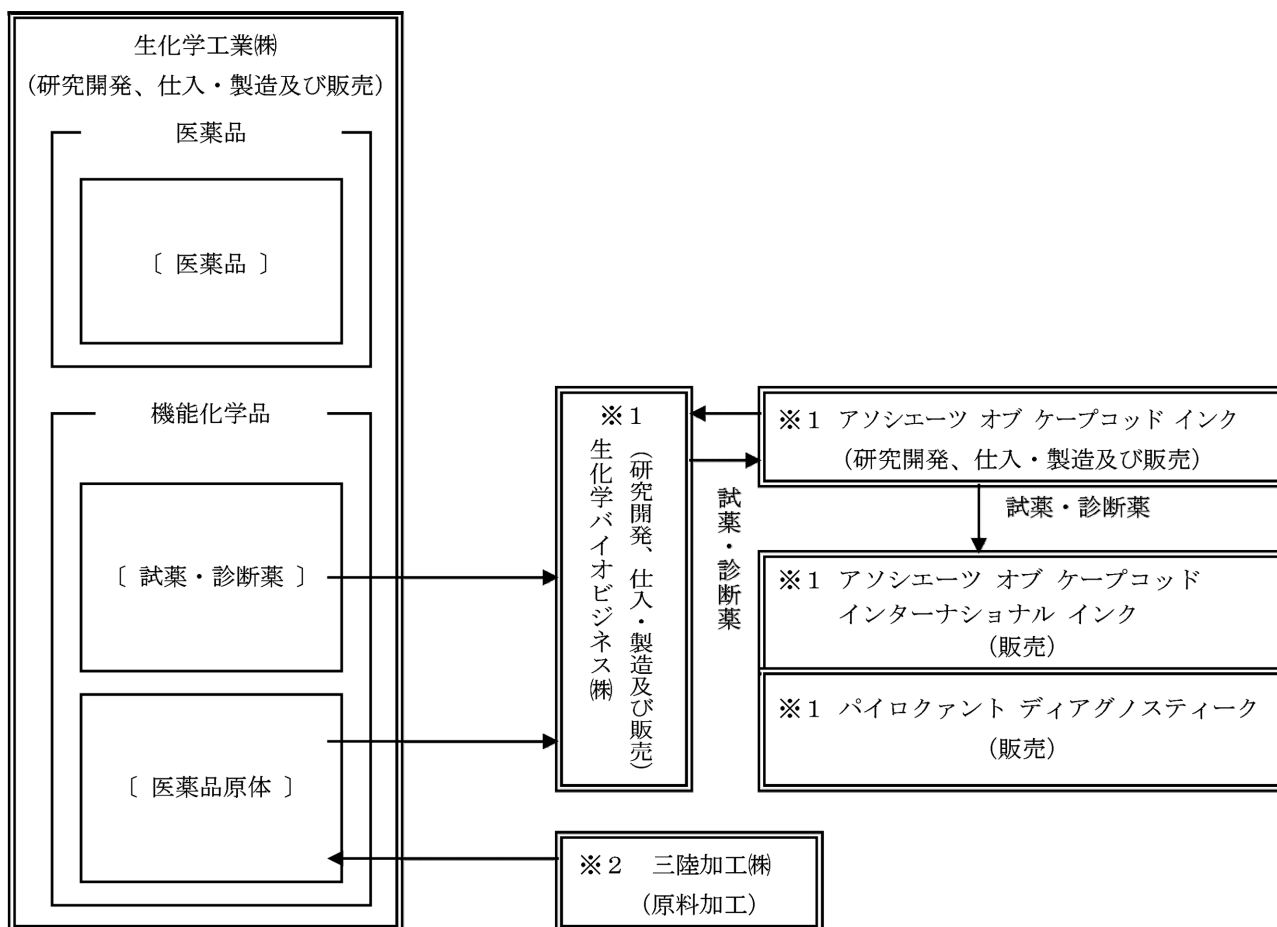 生化学工業㈱
(研究開発、仕入・製造及び販売)
医薬品
〔 医薬品 〕
機能化学品
〔 試薬・診断薬 〕
〔 医薬品原体 〕
※1
生化学バイオビジネス㈱
(研究開発、仕入・製造及び販売)
試薬・診断薬
※1 アソシエーツ オブ ケープコッド インク
(研究開発、仕入・製造及び販売)
試薬・診断薬
※1 アソシエーツ オブ ケープコッド
インターナショナル インク
(販売)
※1 パイロクァント ディアグノスティーク
(販売)
※2 三陸加工㈱
(原料加工)